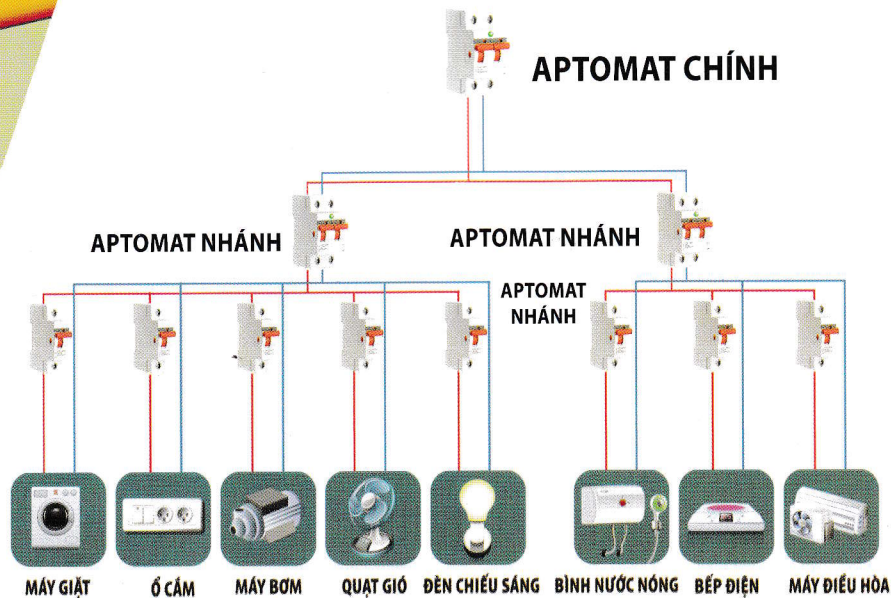 APTOMAT CHÍNH
APTOMAT NHÁNH
APTOMAT NHÁNH
APTOMAT
NHÁNH
MÁY GIẶT
Ổ CẮM
MÁY BƠM
QUẠT GIÓ
ĐÈN CHIẾU SÁNG
BÌNH NƯỚC NÓNG
BẾP ĐIỆN
MÁY ĐIỀU HÒA